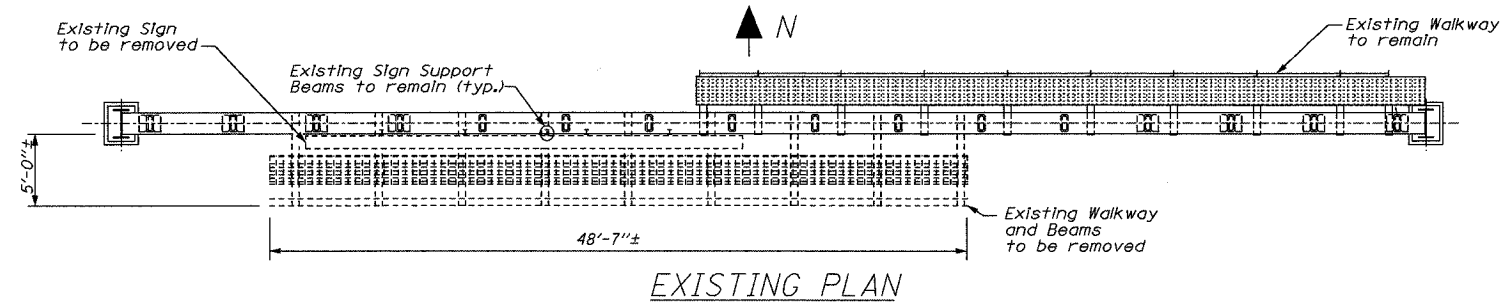 Existing Sign
to be removed
N
Existing Walkway
to remain
Existing Sign Support
Beams to remain (typ.)
5'-0"±
48'-7"±
Existing Walkway
and Beams
to be removed
EXISTING PLAN